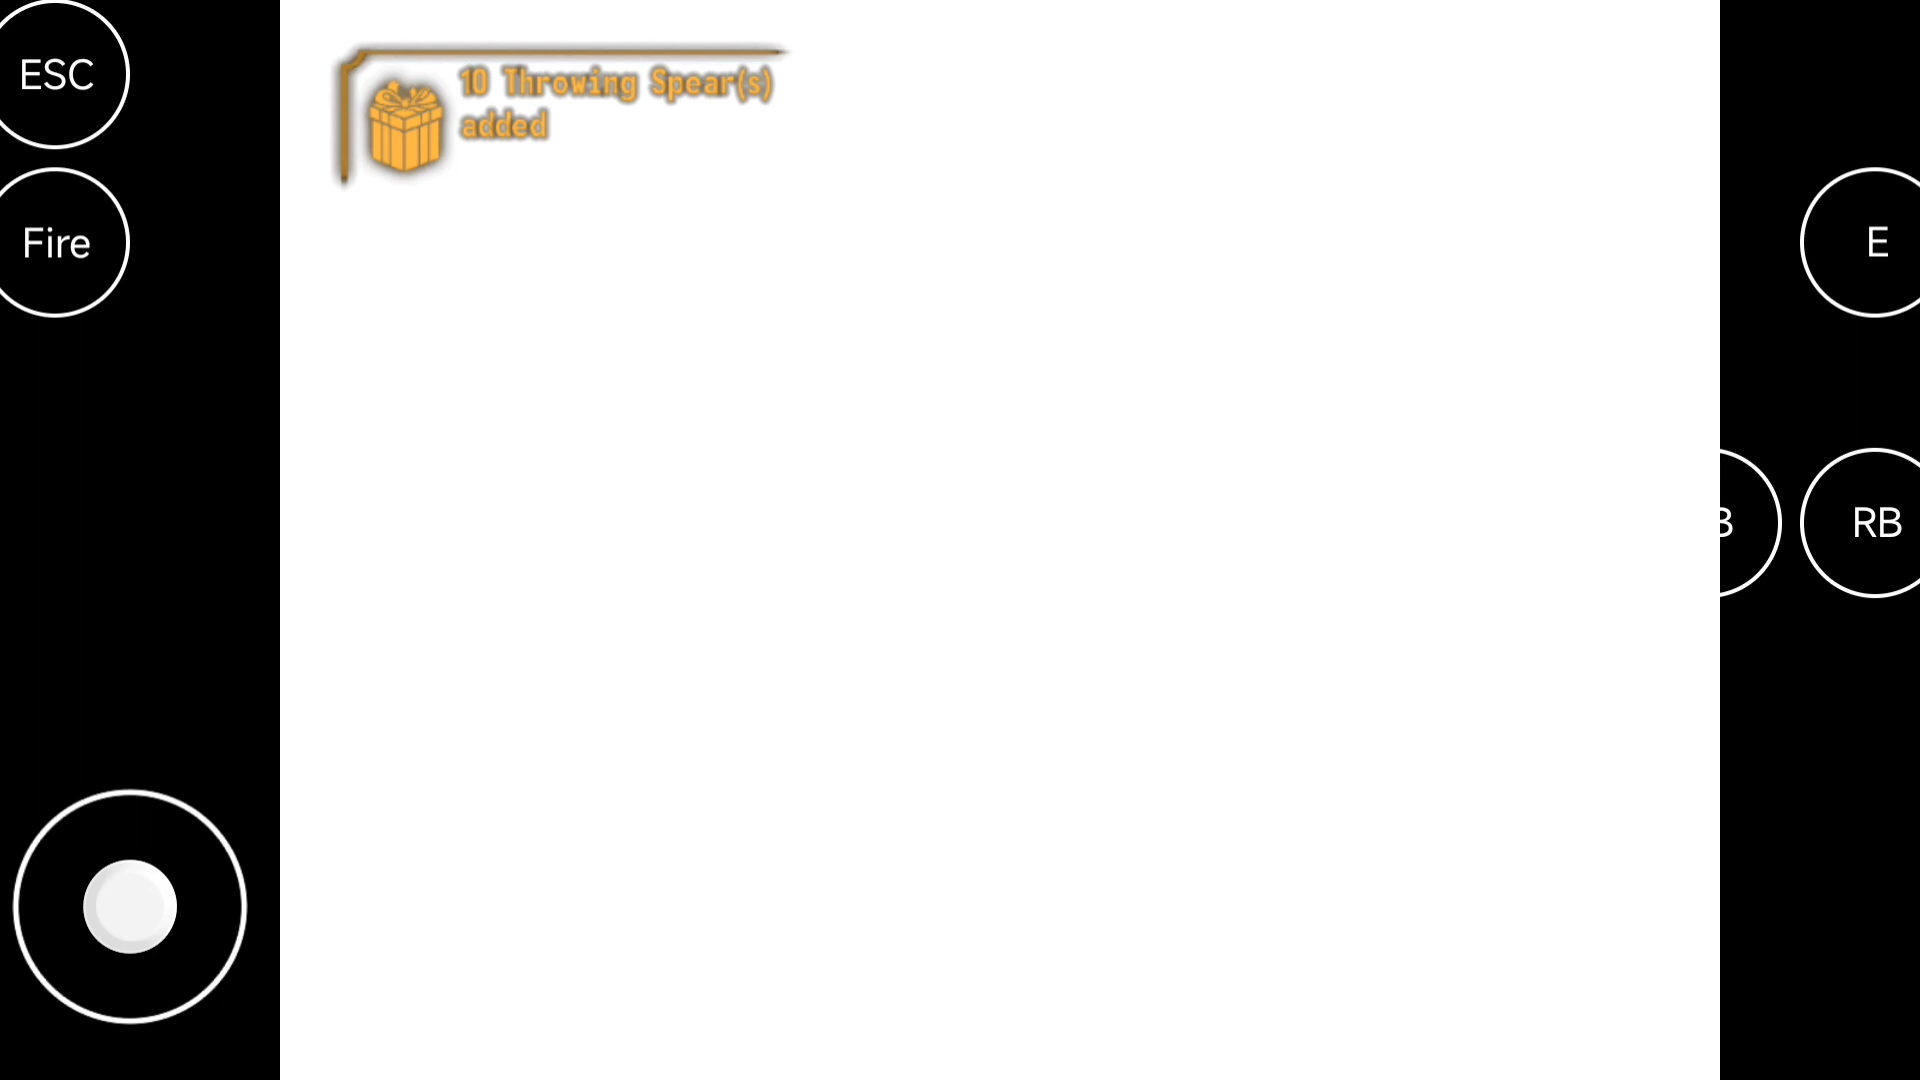 ESC
10 Throwing Spear(s)
added
Fire
E
B
RB